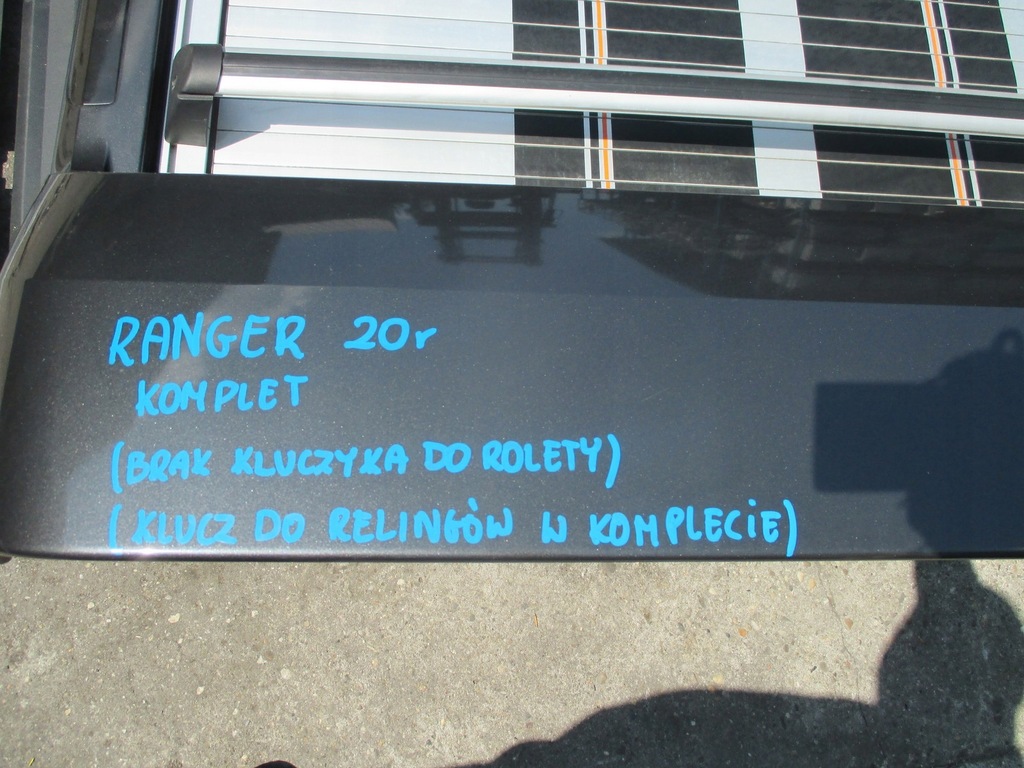 RANGER 20r
KOMPLET
(BRAK KLUCZYKA DO ROLETY)
(KLUCZ DO RELINGÓW W KOMPLECIE)